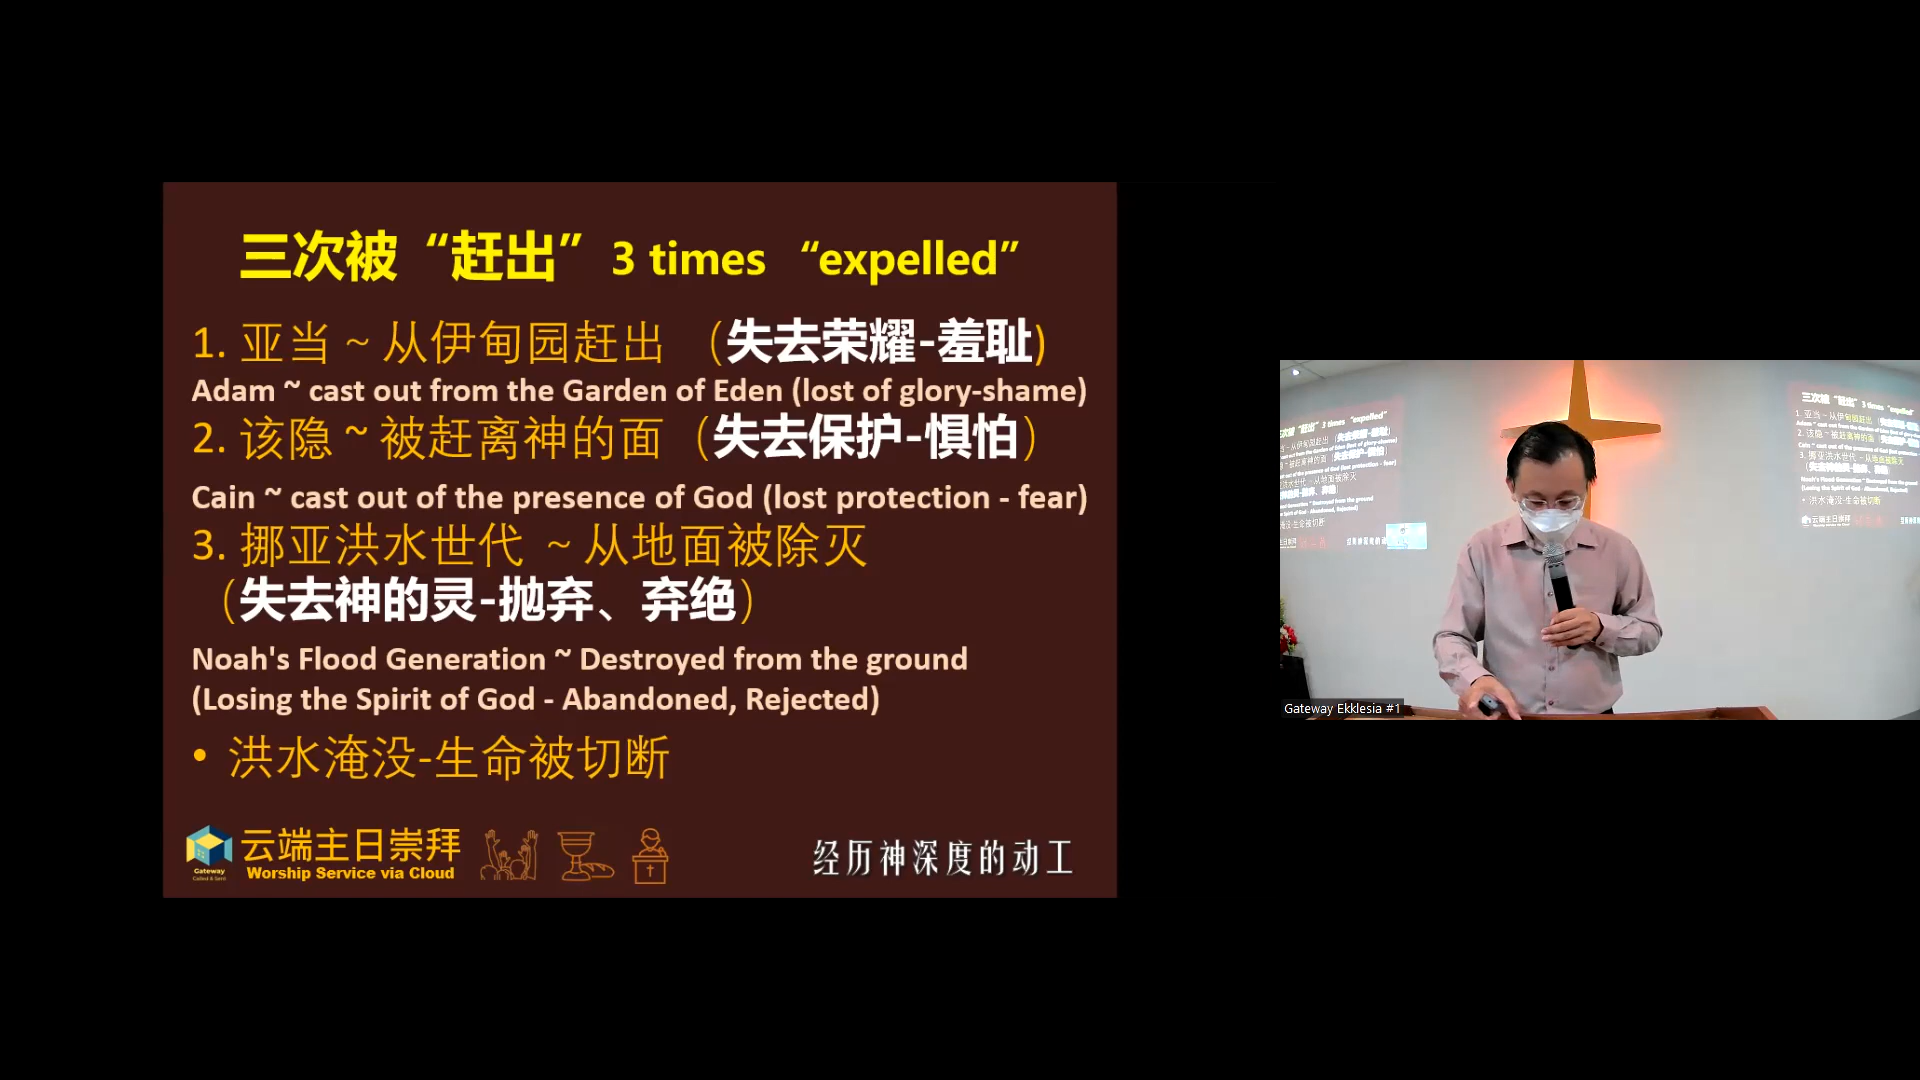 三次被“赶出” 3 times “expelled”
1. 亚当 ~ 从伊甸园赶出 (失去荣耀-羞耻)
Adam ~ cast out from the Garden of Eden (lost of glory-shame)
2. 该隐 ~ 被赶离神的面（失去保护-惧怕）
Cain ~ cast out of the presence of God (lost protection - fear)
3. 挪亚洪水世代 ~ 从地面被除灭
（失去神的灵-抛弃、弃绝）
Noah's Flood Generation ~ Destroyed from the ground
(Losing the Spirit of God - Abandoned, Rejected)
• 洪水淹没-生命被切断
Gateway
云端主日崇拜
Worship Service via Cloud
经历神深度的动工
Gateway Ekklesia #1